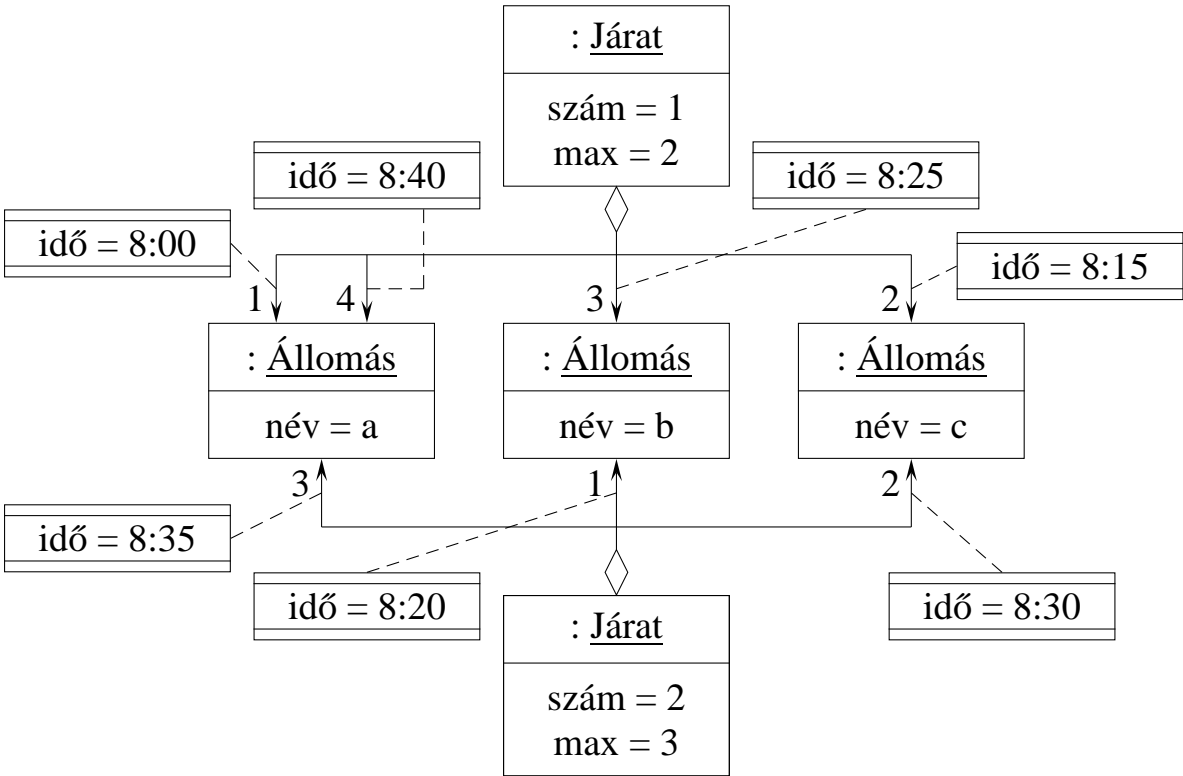 : Járat
szám = 1
max = 2
idő = 8:40
idő = 8:25
idő = 8:00
idő = 8:15
1
4
3
2
: Állomás
név = a
: Állomás
név = b
: Állomás
név = c
3
1
2
idő = 8:35
idő = 8:20
idő = 8:30
: Járat
szám = 2
max = 3